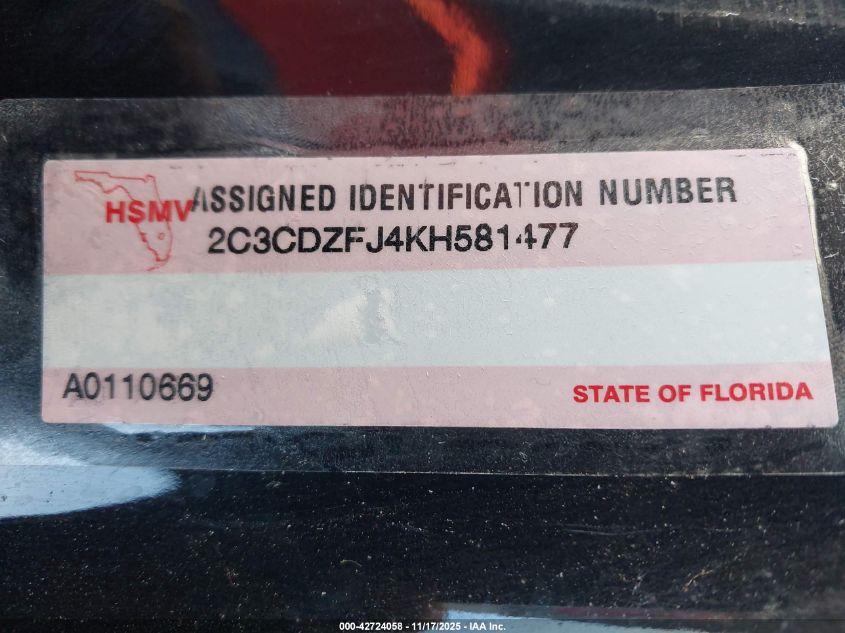 HSMV ASSIGNED IDENTIFICATION NUMBER
2C3CDZFJ4KH581477
A0110669
STATE OF FLORIDA
000-42724058 - 11/17/2025 - IAA Inc.